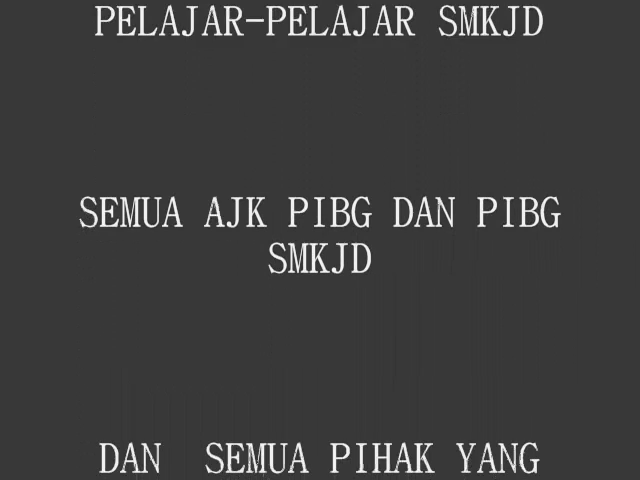 PELAJAR-PELAJAR SMKJD
SEMUA AJK PIBG DAN PIBG
SMKJD
DAN SEMUA PIHAK YANG